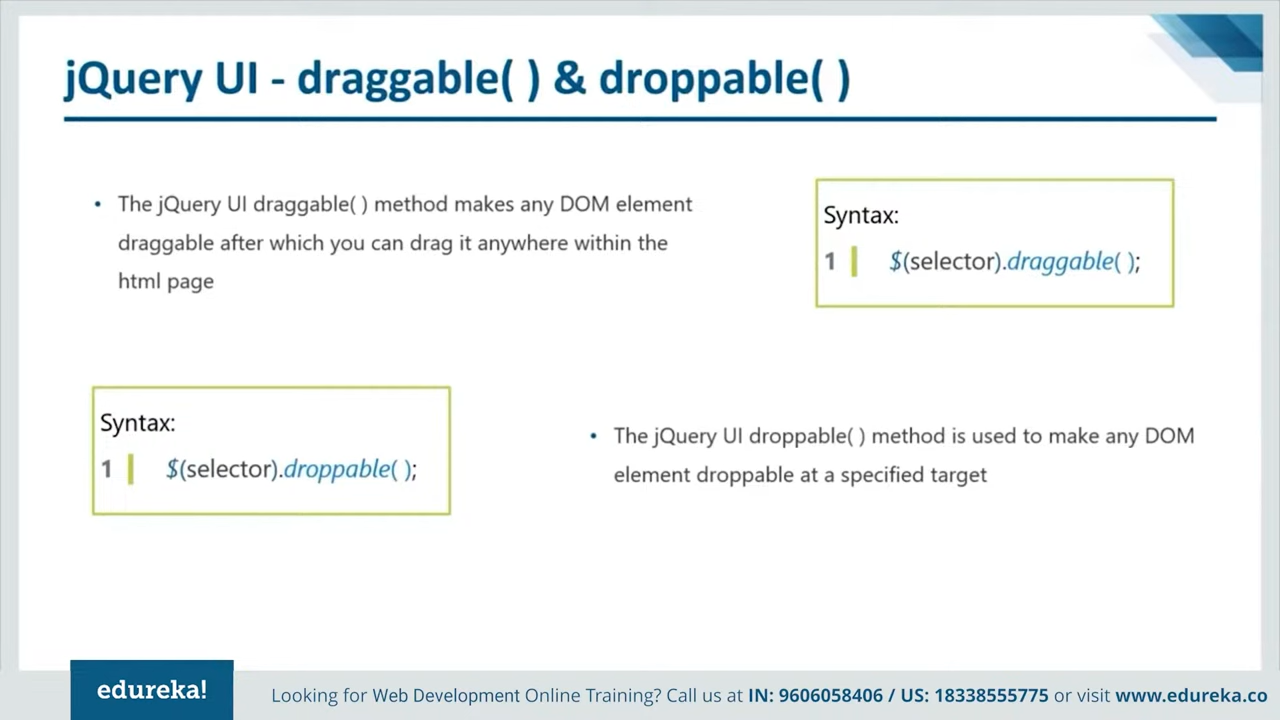 jQuery UI - draggable( ) & droppable( )
• The jQuery UI draggable( ) method makes any DOM element
draggable after which you can drag it anywhere within the
html page
Syntax:
1 $(selector).draggable( );
Syntax:
1 $(selector).droppable( );
• The jQuery UI droppable( ) method is used to make any DOM
element droppable at a specified target
edureka!
Looking for Web Development Online Training? Call us at IN: 9606058406 / US: 18338555775 or visit www.edureka.co